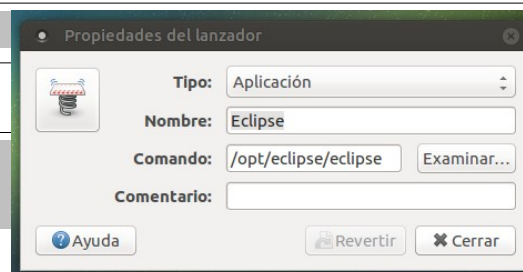 Propiedades del lanzador
Tipo: Aplicación
Nombre: Eclipse
Comando: /opt/eclipse/eclipse Examinar...
Comentario:
Ayuda Revertir Cerrar